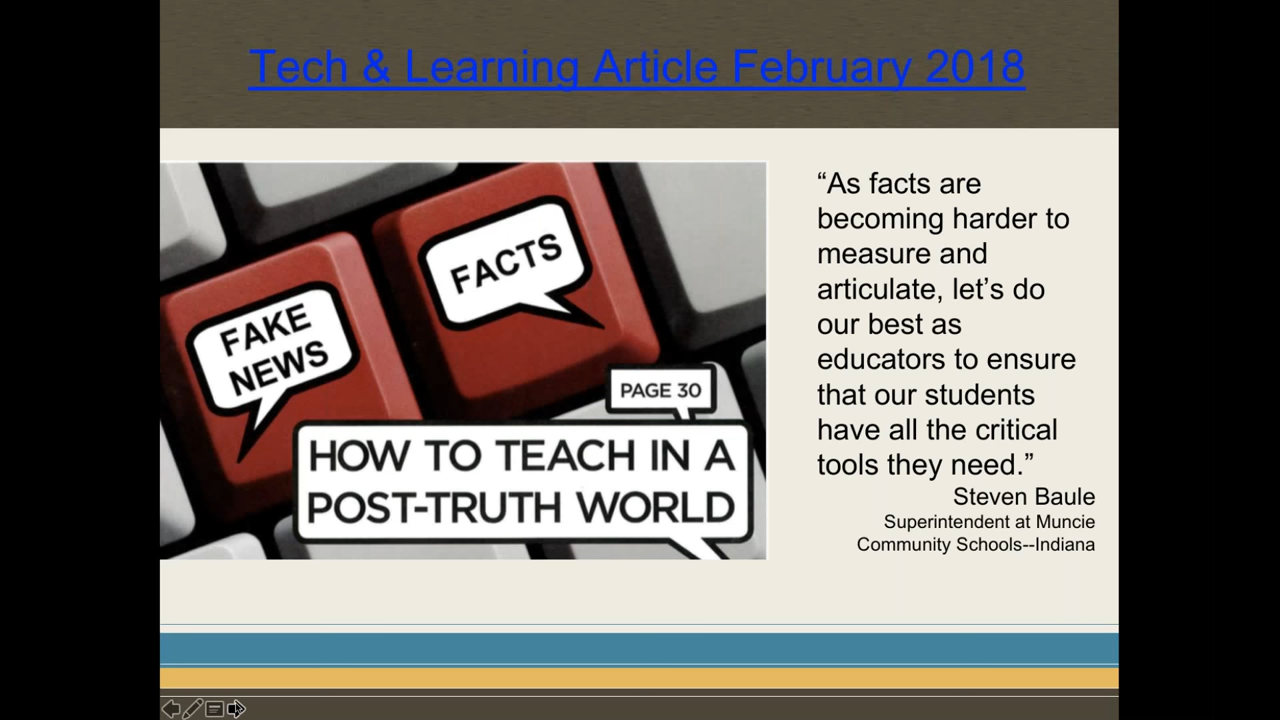 Tech & Learning Article February 2018
FAKE
NEWS
FACTS
PAGE 30
HOW TO TEACH IN A
POST-TRUTH WORLD
“As facts are
becoming harder to
measure and
articulate, let’s do
our best as
educators to ensure
that our students
have all the critical
tools they need.”
Steven Baule
Superintendent at Muncie
Community Schools--Indiana